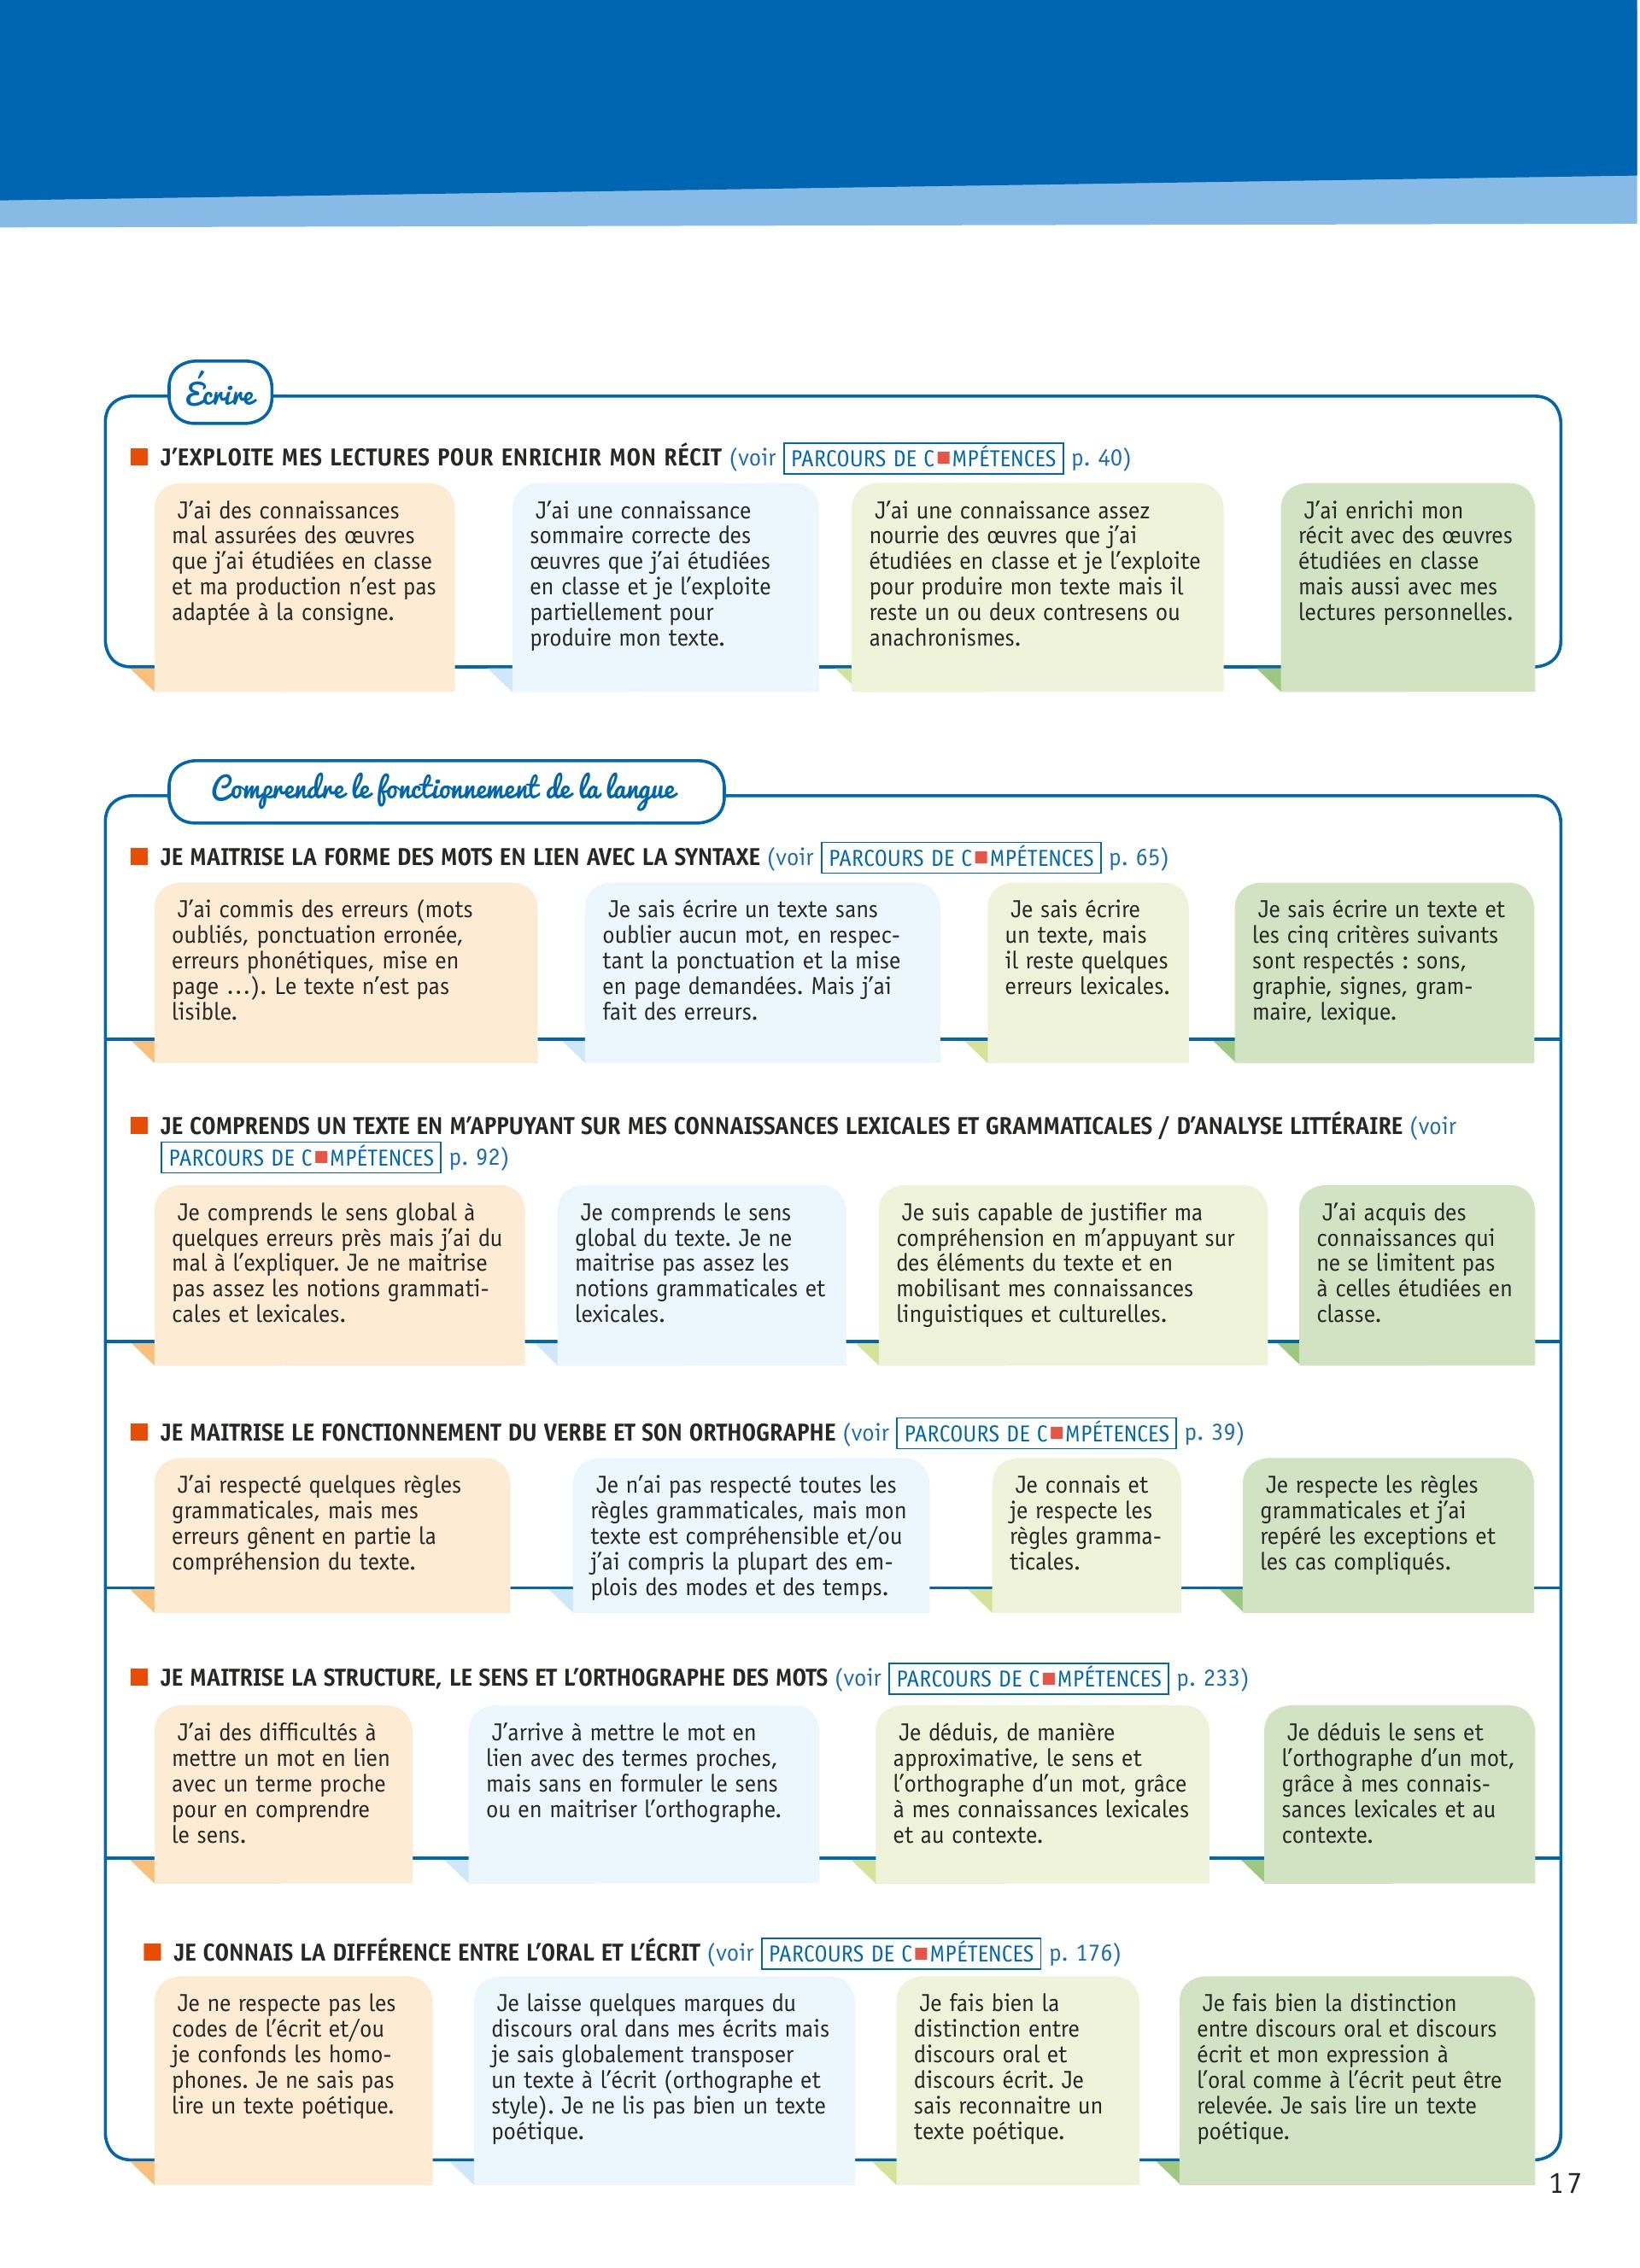 Écrire
J’EXPLOITE MES LECTURES POUR ENRICHIR MON RÉCIT (voir PARCOURS DE C■MPÉTENCES p. 40)
J’ai des connaissances
mal assurées des œuvres
que j’ai étudiées en classe
et ma production n’est pas
adaptée à la consigne.
J’ai une connaissance
sommaire correcte des
œuvres que j’ai étudiées
en classe et je l’exploite
partiellement pour
produire mon texte.
J’ai une connaissance assez
nourrie des œuvres que j’ai
étudiées en classe et je l’exploite
pour produire mon texte mais il
reste un ou deux contresens ou
anachronismes.
J’ai enrichi mon
récit avec des œuvres
étudiées en classe
mais aussi avec mes
lectures personnelles.
Comprendre le fonctionnement de la langue
JE MAITRISE LA FORME DES MOTS EN LIEN AVEC LA SYNTAXE (voir PARCOURS DE C■MPÉTENCES p. 65)
J’ai commis des erreurs (mots
oubliés, ponctuation erronée,
erreurs phonétiques, mise en
page …). Le texte n’est pas
lisible.
Je sais écrire un texte sans
oublier aucun mot, en respec-
tant la ponctuation et la mise
en page demandées. Mais j’ai
fait des erreurs.
Je sais écrire
un texte, mais
il reste quelques
erreurs lexicales.
Je sais écrire un texte et
les cinq critères suivants
sont respectés : sons,
graphie, signes, gram-
maire, lexique.
JE COMPRENDS UN TEXTE EN M’APPUYANT SUR MES CONNAISSANCES LEXICALES ET GRAMMATICALES / D’ANALYSE LITTÉRAIRE (voir
PARCOURS DE C■MPÉTENCES p. 92)
Je comprends le sens global à
quelques erreurs près mais j’ai du
mal à l’expliquer. Je ne maitrise
pas assez les notions grammati-
cales et lexicales.
Je comprends le sens
global du texte. Je ne
maitrise pas assez les
notions grammaticales et
lexicales.
Je suis capable de justifier ma
compréhension en m’appuyant sur
des éléments du texte et en
mobilisant mes connaissances
linguistiques et culturelles.
J’ai acquis des
connaissances qui
ne se limitent pas
à celles étudiées en
classe.
JE MAITRISE LE FONCTIONNEMENT DU VERBE ET SON ORTHOGRAPHE (voir PARCOURS DE C■MPÉTENCES p. 39)
J’ai respecté quelques règles
grammaticales, mais mes
erreurs gênent en partie la
compréhension du texte.
Je n’ai pas respecté toutes les
règles grammaticales, mais mon
texte est compréhensible et/ou
j’ai compris la plupart des em-
plois des modes et des temps.
Je connais et
je respecte les
règles gramma-
ticales.
Je respecte les règles
grammaticales et j’ai
repéré les exceptions et
les cas compliqués.
JE MAITRISE LA STRUCTURE, LE SENS ET L’ORTHOGRAPHE DES MOTS (voir PARCOURS DE C■MPÉTENCES p. 233)
J’ai des difficultés à
mettre un mot en lien
avec un terme proche
pour en comprendre
le sens.
J’arrive à mettre le mot en
lien avec des termes proches,
mais sans en formuler le sens
ou en maitriser l’orthographe.
Je déduis, de manière
approximative, le sens et
l’orthographe d’un mot, grâce
à mes connaissances lexicales
et au contexte.
Je déduis le sens et
l’orthographe d’un mot,
grâce à mes connais-
sances lexicales et au
contexte.
JE CONNAIS LA DIFFÉRENCE ENTRE L’ORAL ET L’ÉCRIT (voir PARCOURS DE C■MPÉTENCES p. 176)
Je ne respecte pas les
codes de l’écrit et/ou
je confonds les homo-
phones. Je ne sais pas
lire un texte poétique.
Je laisse quelques marques du
discours oral dans mes écrits mais
je sais globalement transposer
un texte à l’écrit (orthographe et
style). Je ne lis pas bien un texte
poétique.
Je fais bien la
distinction entre
discours oral et
discours écrit. Je
sais reconnaitre un
texte poétique.
Je fais bien la distinction
entre discours oral et discours
écrit et mon expression à
l’oral comme à l’écrit peut être
relevée. Je sais lire un texte
poétique.
17